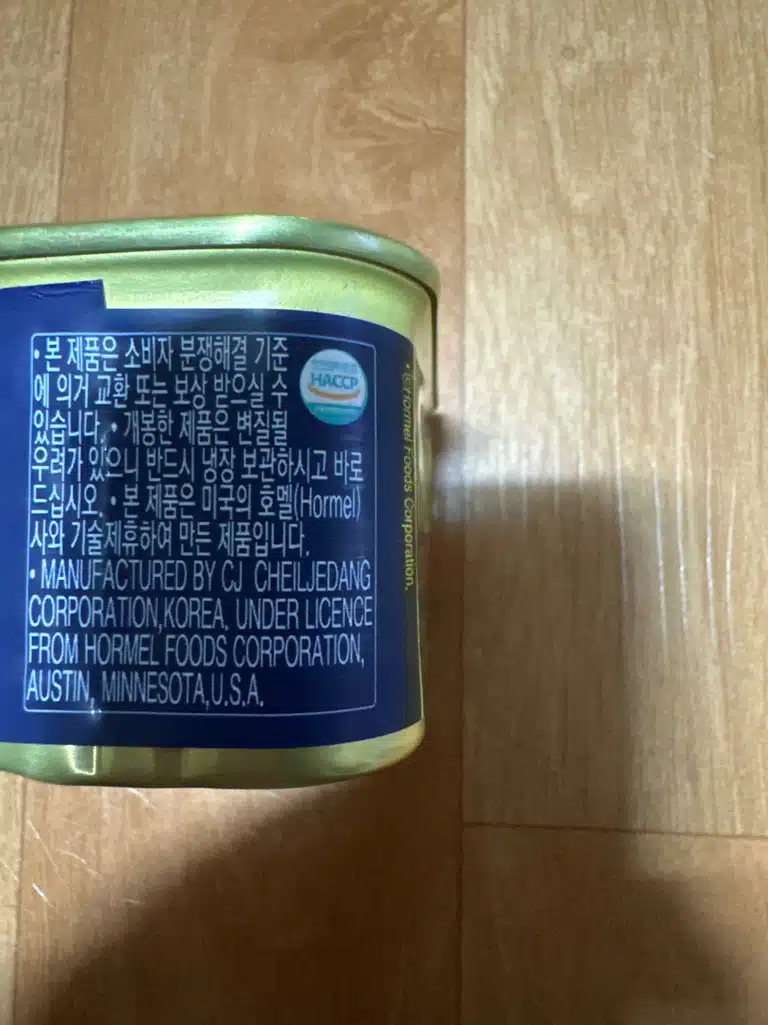 • 본 제품은 소비자 분쟁해결 기준
에 의거 교환 또는 보상 받으실 수
있습니다. • 개봉한 제품은 변질될
우려가 있으니 반드시 냉장 보관하시고 바로
드십시오. • 본 제품은 미국의 호멜(Hormel)
사와 기술제휴하여 만든 제품입니다.
• MANUFACTURED BY CJ CHEILJEDANG
CORPORATION, KOREA, UNDER LICENCE
FROM HORMEL FOODS CORPORATION,
AUSTIN, MINNESOTA, U.S.A.
HACCP
• ©Hormel Foods Corporation.